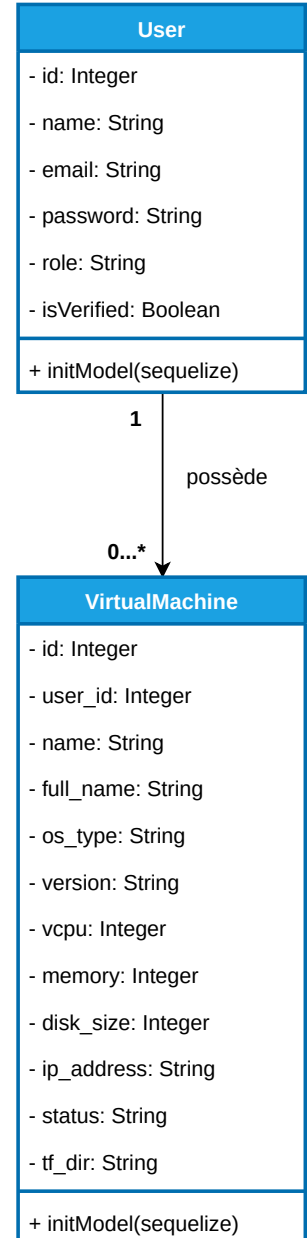 User
- id: Integer
- name: String
- email: String
- password: String
- role: String
- isVerified: Boolean
+ initModel(sequelize)
1
possède
0...*
VirtualMachine
- id: Integer
- user_id: Integer
- name: String
- full_name: String
- os_type: String
- version: String
- vcpu: Integer
- memory: Integer
- disk_size: Integer
- ip_address: String
- status: String
- tf_dir: String
+ initModel(sequelize)